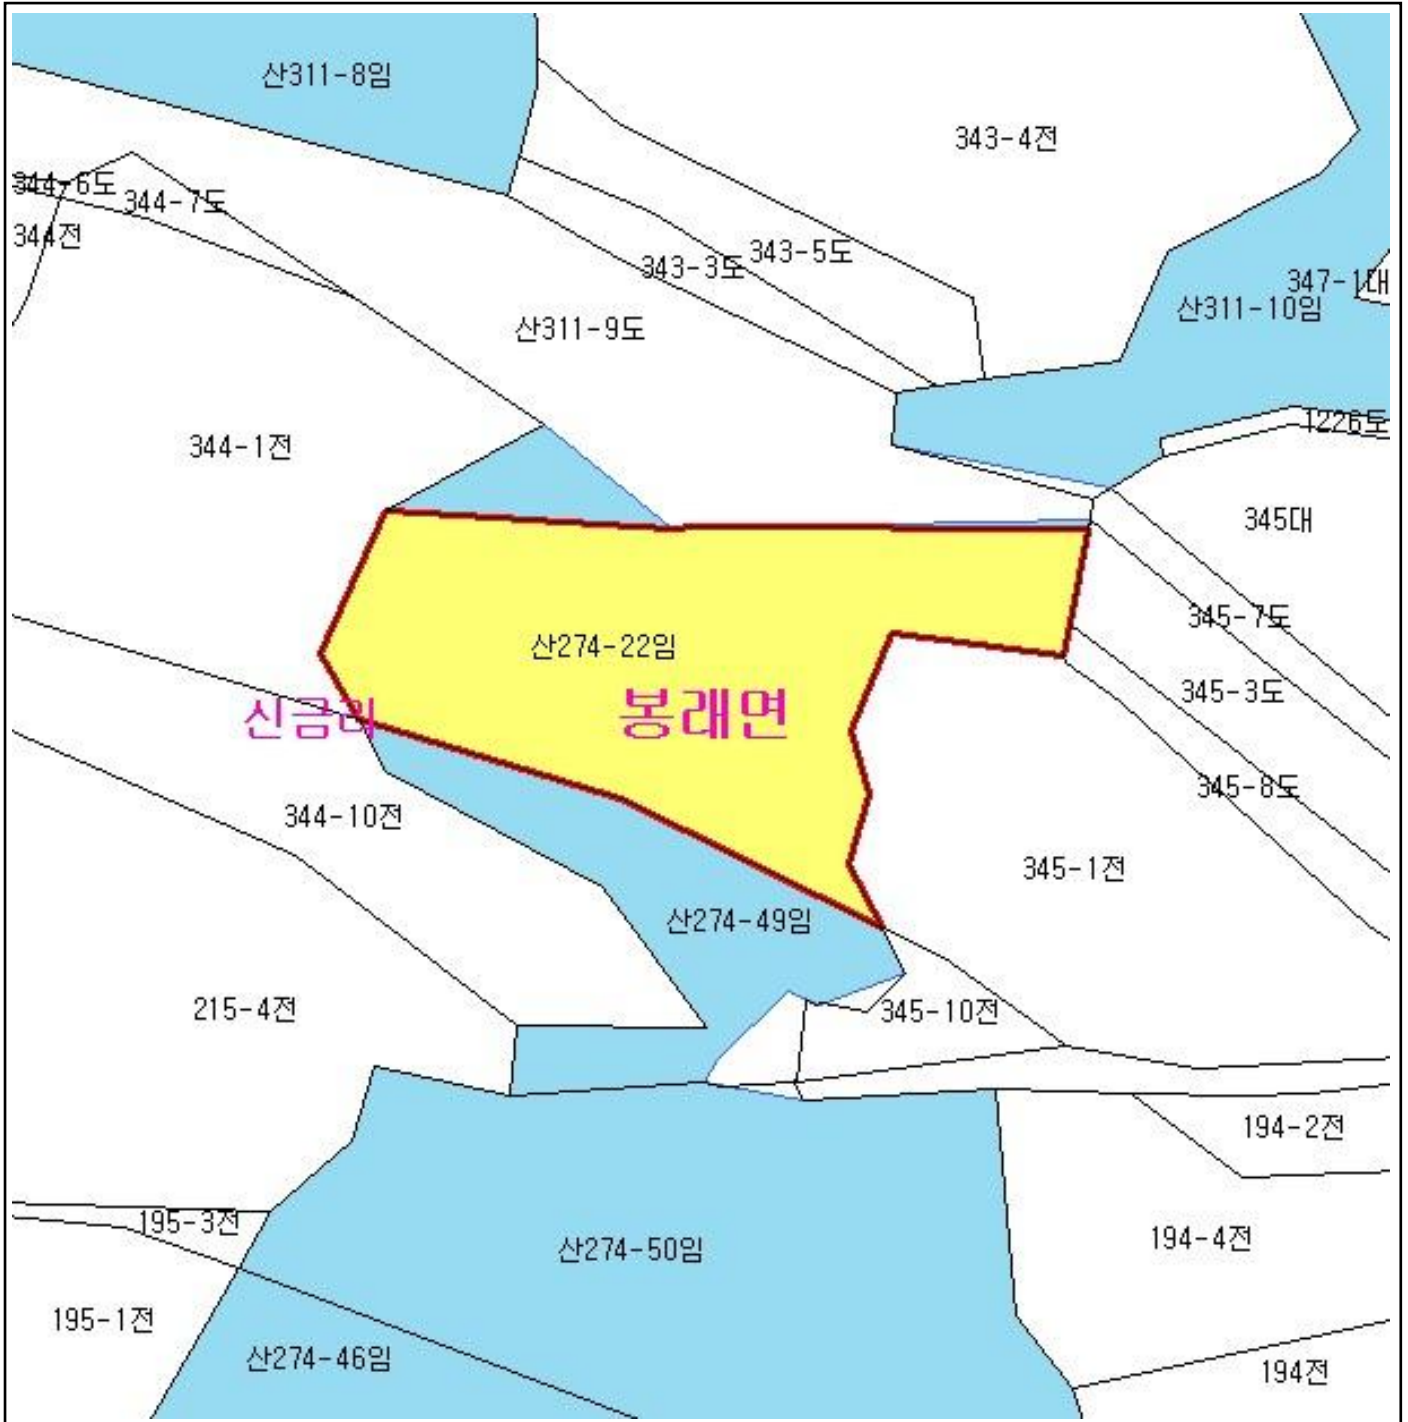 산311-8임
343-4전
344-6도
344-7도
344전
343-5도
343-3도
347-1대
산311-10임
산311-9도
1226도
344-1전
345대
345-7도
산274-22임
345-3도
신금리
봉래면
345-8도
344-10전
345-1전
산274-49임
215-4전
345-10전
194-2전
195-3전
194-4전
산274-50임
195-1전
산274-46임
194전